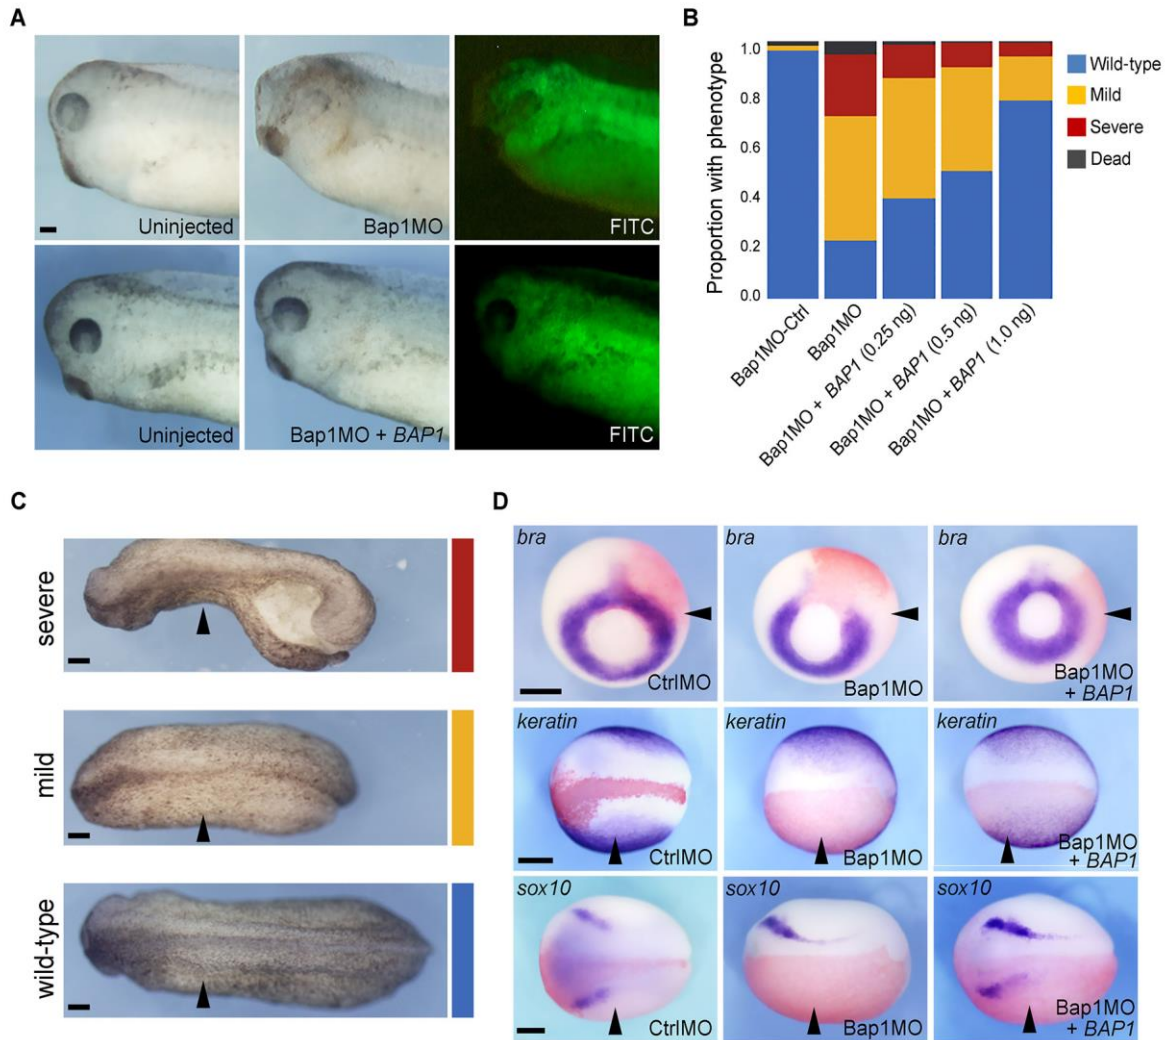 A
Uninjected
Bap1MO
FITC
Uninjected
Bap1MO + BAP1
FITC
B
Proportion with phenotype
1.0
0.8
0.6
0.4
0.2
0.0
Bap1MO-Ctrl
Bap1MO
Bap1MO + BAP1 (0.25 ng)
Bap1MO + BAP1 (0.5 ng)
Bap1MO + BAP1 (1.0 ng)
Wild-type
Mild
Severe
Dead
C
severe
mild
wild-type
D
bra
CtrlMO
bra
Bap1MO
bra
Bap1MO
+ BAP1
keratin
CtrlMO
keratin
Bap1MO
keratin
Bap1MO
+ BAP1
sox10
CtrlMO
sox10
Bap1MO
sox10
Bap1MO
+ BAP1